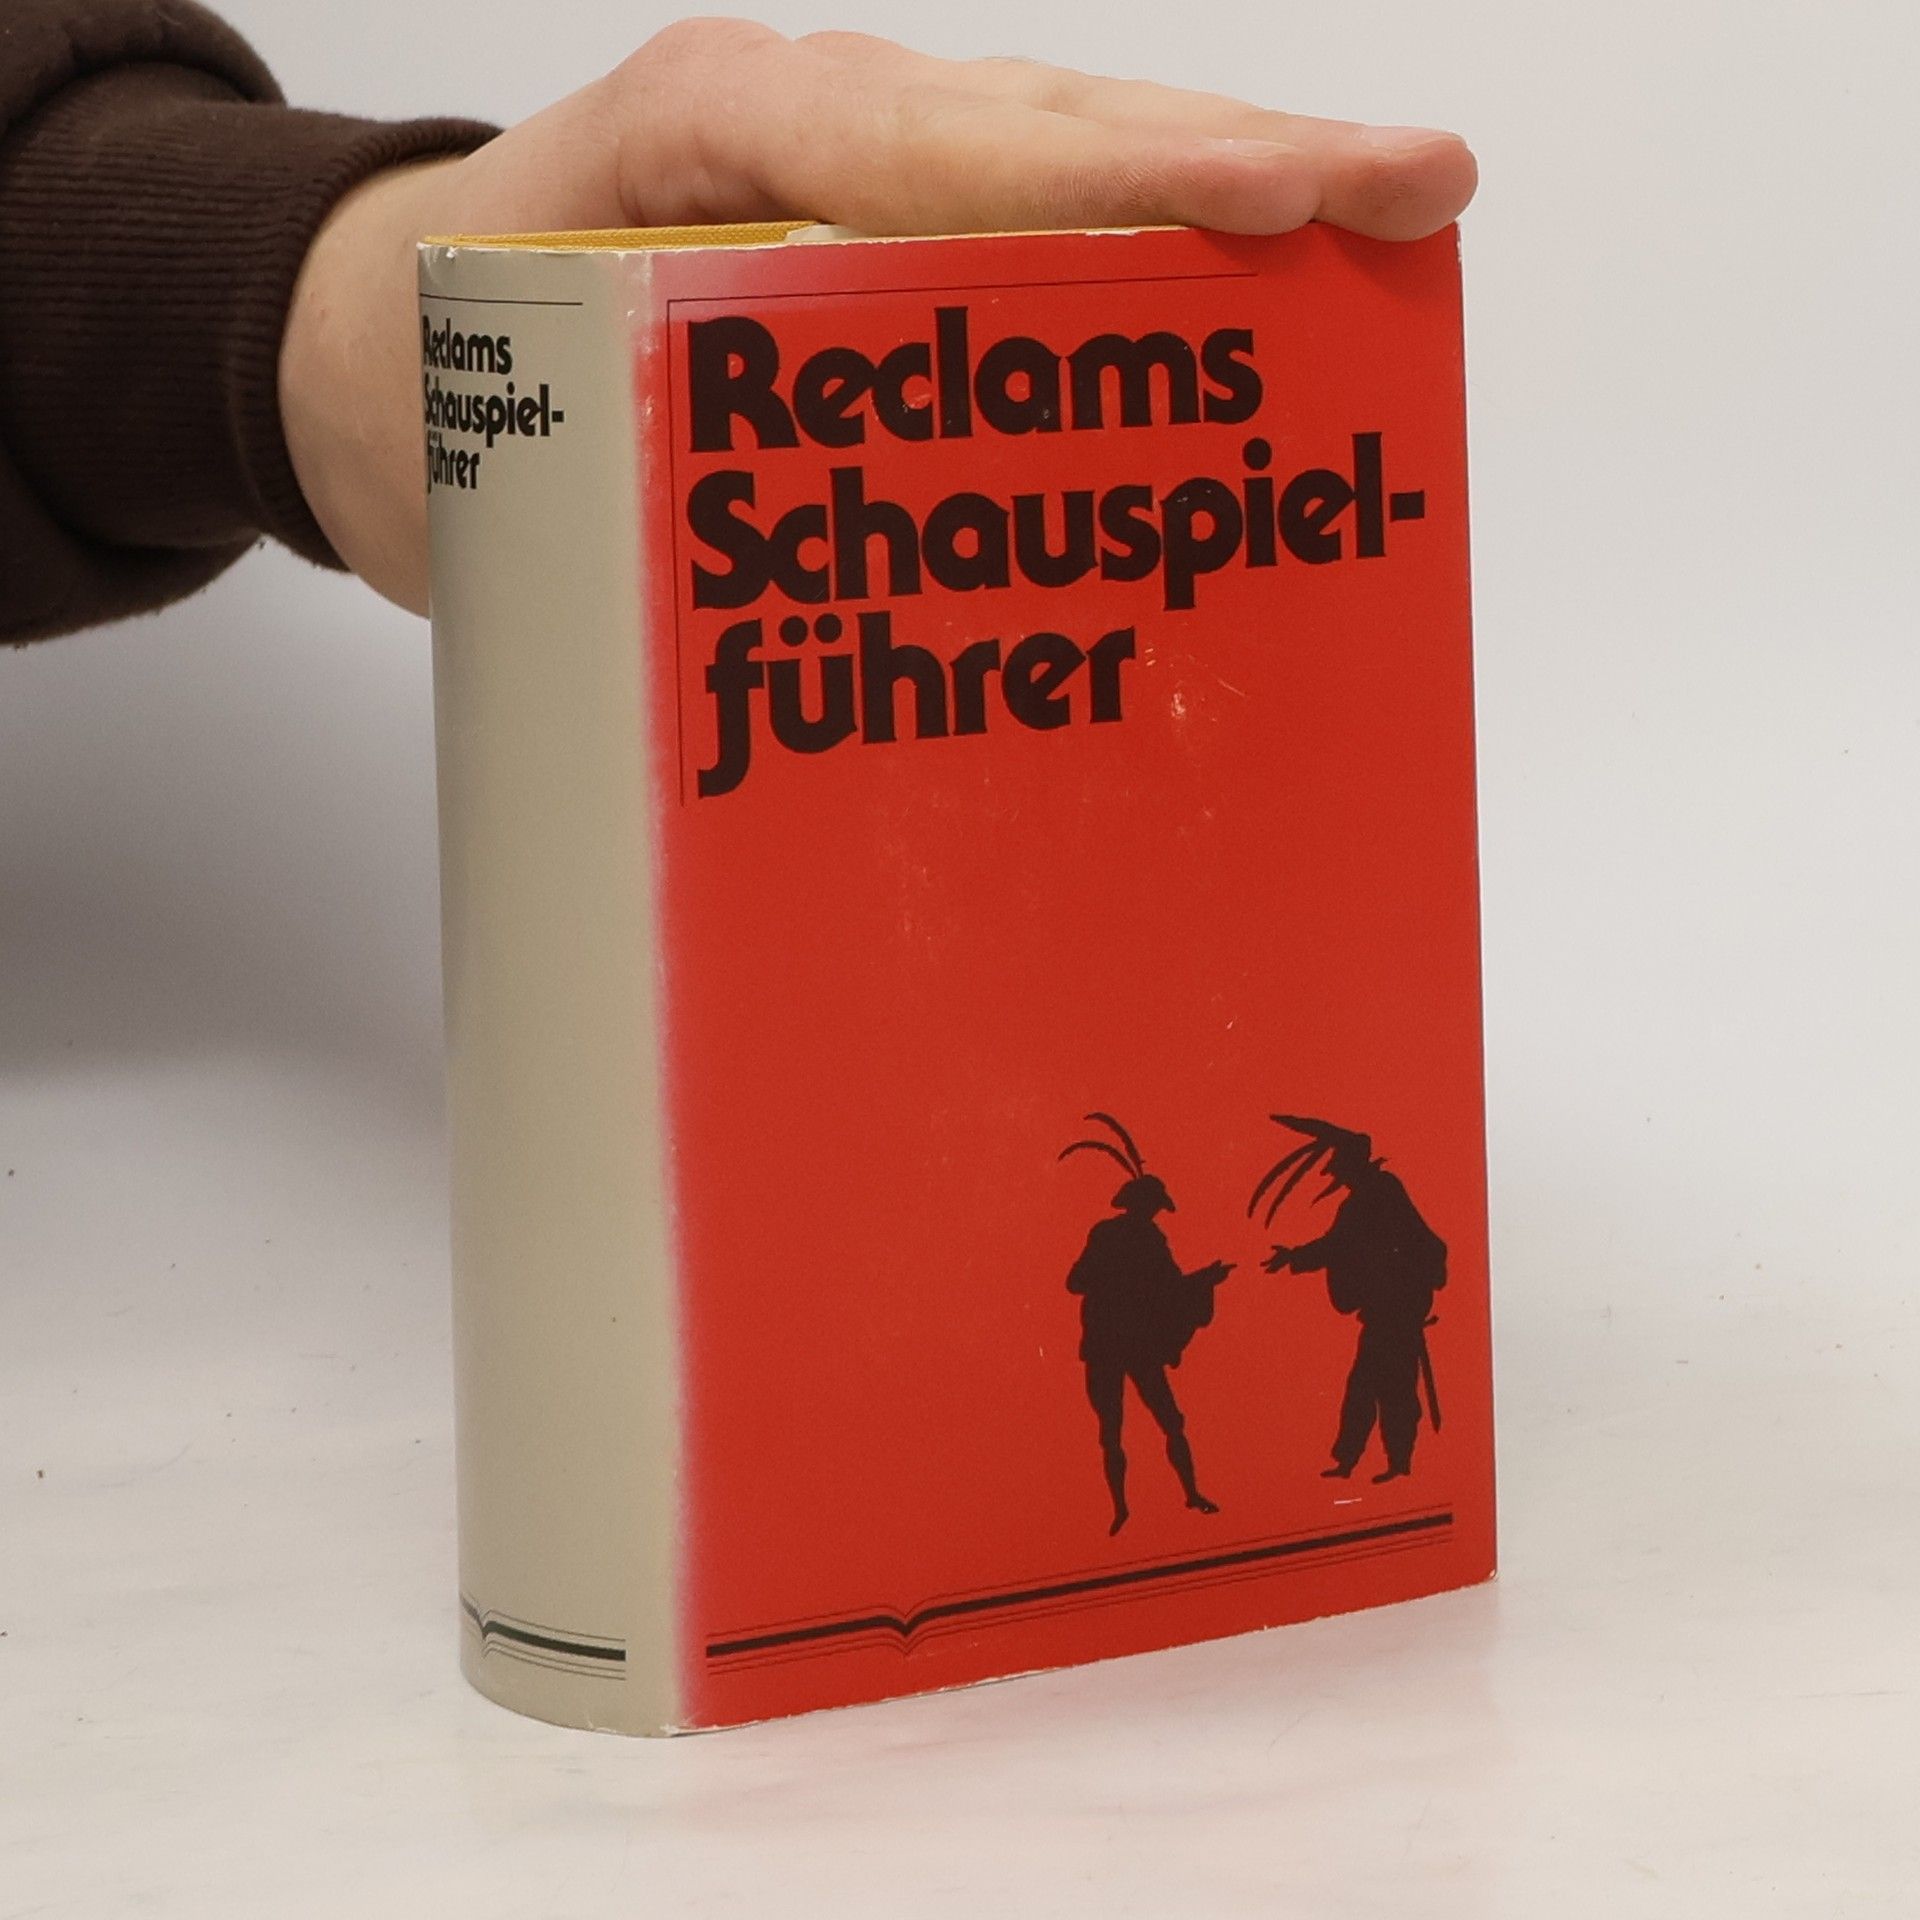 Reclams
Schauspiel-
führer
Reclams
Schauspiel-
führer